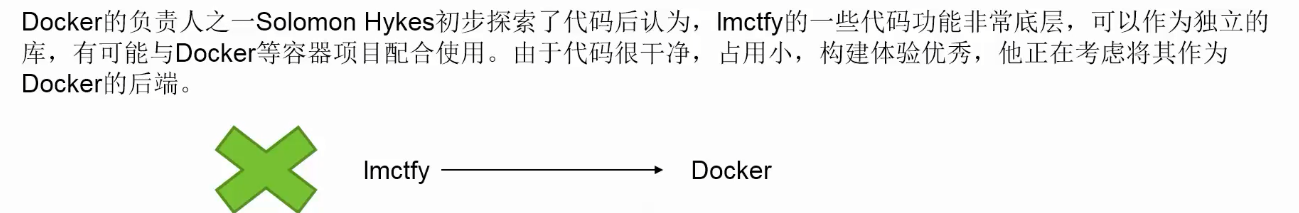 Docker的负责人之一Solomon Hykes初步探索了代码后认为，lmctfy的一些代码功能非常底层，可以作为独立的
库，有可能与Docker等容器项目配合使用。由于代码很干净，占用小，构建体验优秀，他正在考虑将其作为
Docker的后端。
lmctfy Docker